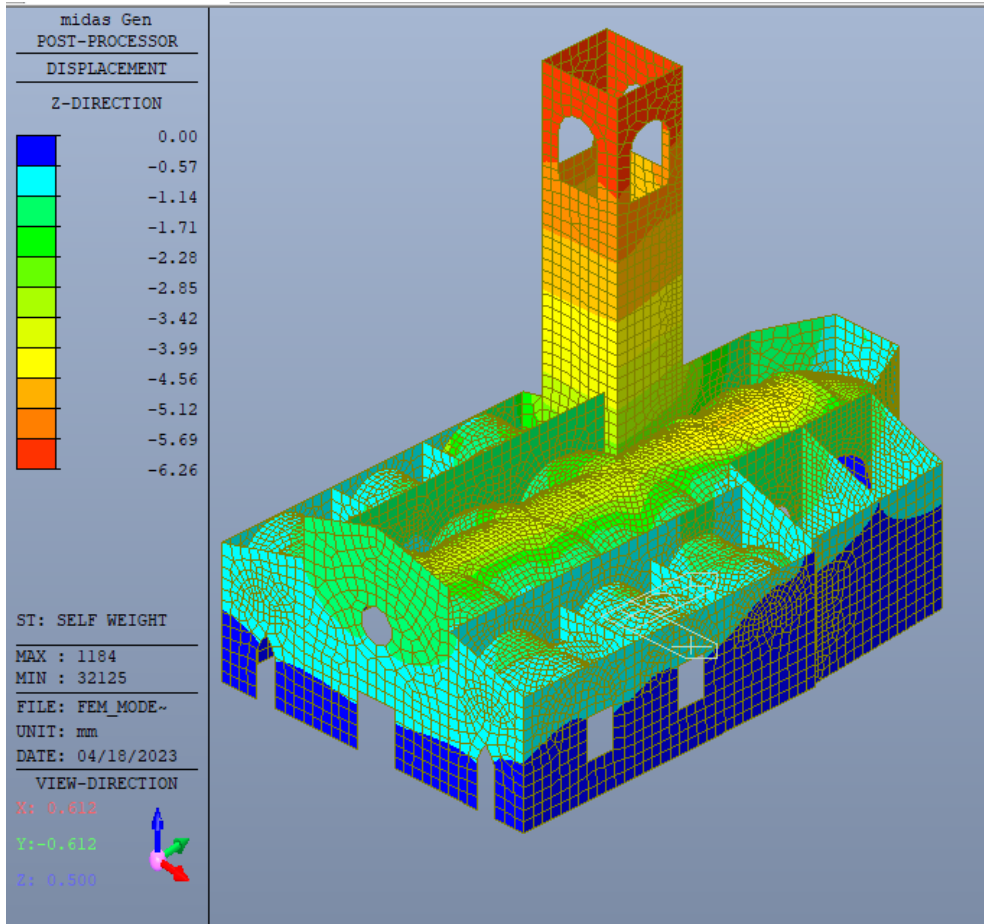 midas Gen
POST-PROCESSOR
DISPLACEMENT
Z-DIRECTION
0.00
-0.57
-1.14
-1.71
-2.28
-2.85
-3.42
-3.99
-4.56
-5.12
-5.69
-6.26
ST: SELF WEIGHT
MAX : 1184
MIN : 32125
FILE: FEM_MODE~
UNIT: mm
DATE: 04/18/2023
VIEW-DIRECTION
X: 0.612
Y:-0.612
Z: 0.500